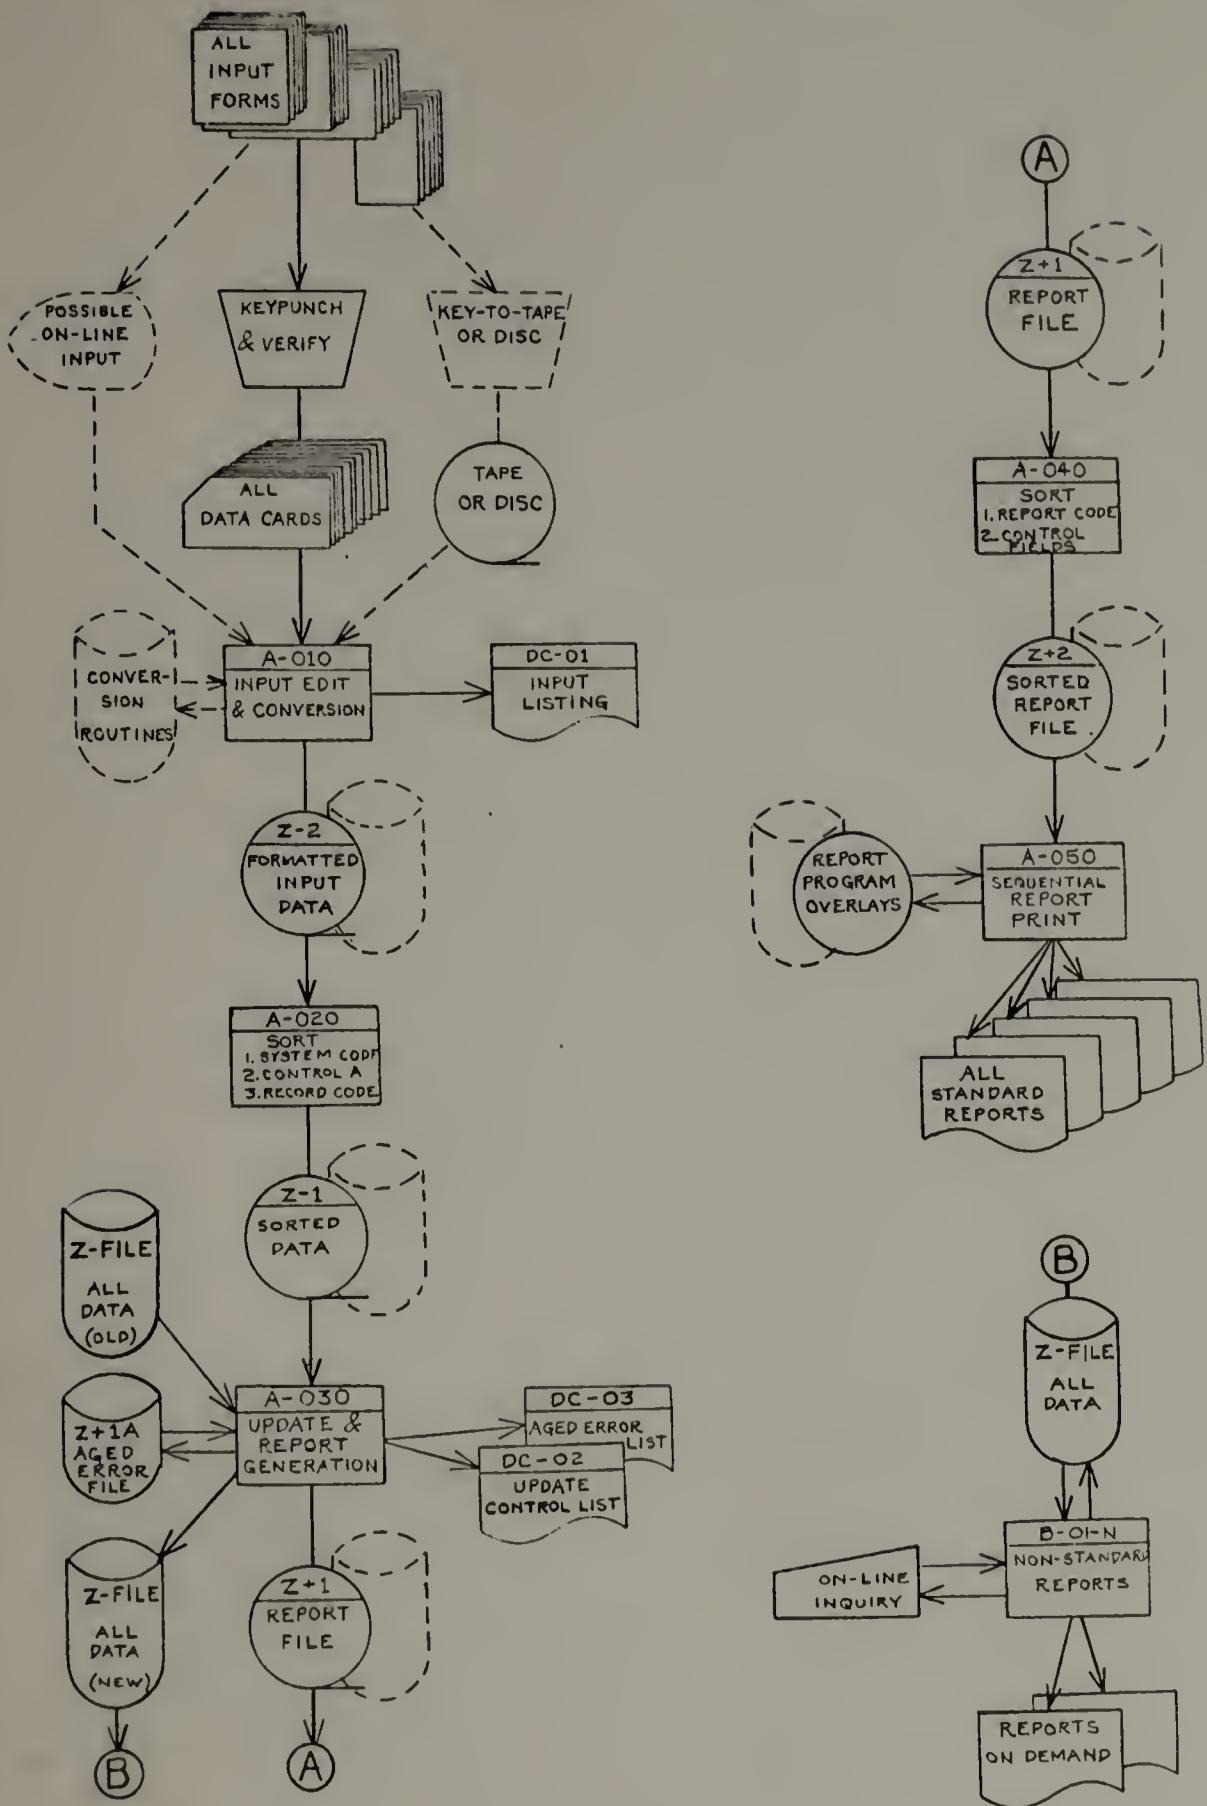 ALL
INPUT
FORMS
POSSIBLE
ON-LINE
INPUT
KEYPUNCH
& VERIFY
KEY-TO-TAPE
OR DISC
ALL
DATA CARDS
TAPE
OR DISC
CONVER-
SION
ROUTINES
A-010
INPUT EDIT
& CONVERSION
DC-01
INPUT
LISTING
Z-2
FORMATTED
INPUT
DATA
A-020
SORT
1. SYSTEM CODE
2. CONTROL A
3. RECORD CODE
Z-1
SORTED
DATA
Z-FILE
ALL
DATA
(OLD)
Z+1A
AGED
ERROR
FILE
A-030
UPDATE &
REPORT
GENERATION
DC-03
AGED ERROR
LIST
DC-02
UPDATE
CONTROL LIST
Z-FILE
ALL
DATA
(NEW)
Z+1
REPORT
FILE
B
A
A
Z+1
REPORT
FILE
A-040
SORT
1. REPORT CODE
2. CONTROL
FIELDS
Z+2
SORTED
REPORT
FILE
REPORT
PROGRAM
OVERLAYS
A-050
SEQUENTIAL
REPORT
PRINT
ALL
STANDARD
REPORTS
B
Z-FILE
ALL
DATA
ON-LINE
INQUIRY
B-01-N
NON-STANDARD
REPORTS
REPORTS
ON DEMAND